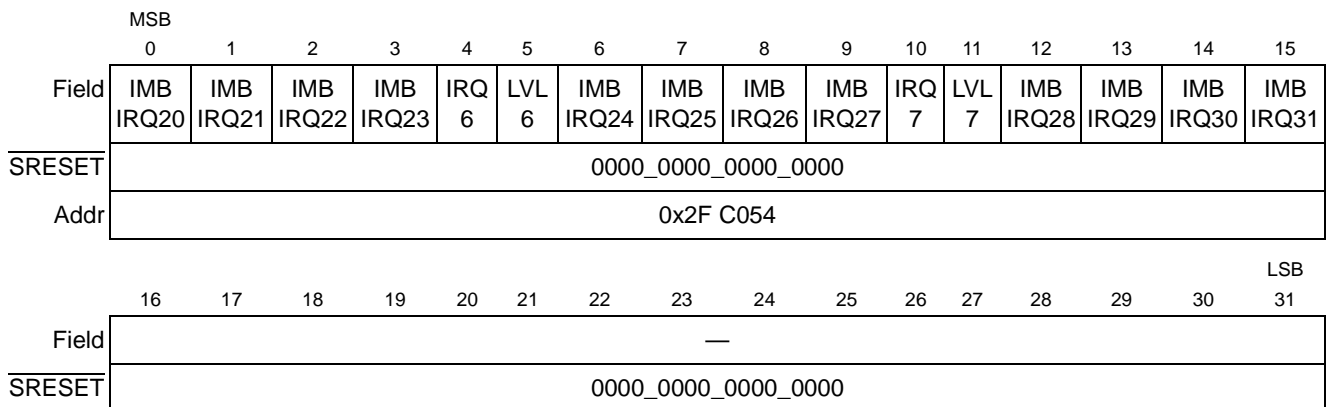 MSB
0 1 2 3 4 5 6 7 8 9 10 11 12 13 14 15
Field IMB IMB IMB IMB IRQ LVL IMB IMB IMB IMB IRQ LVL IMB IMB IMB IMB
IRQ20 IRQ21 IRQ22 IRQ23 6 6 IRQ24 IRQ25 IRQ26 IRQ27 7 7 IRQ28 IRQ29 IRQ30 IRQ31
SRESET 0000_0000_0000_0000
Addr 0x2F C054
LSB
16 17 18 19 20 21 22 23 24 25 26 27 28 29 30 31
Field —
SRESET 0000_0000_0000_0000